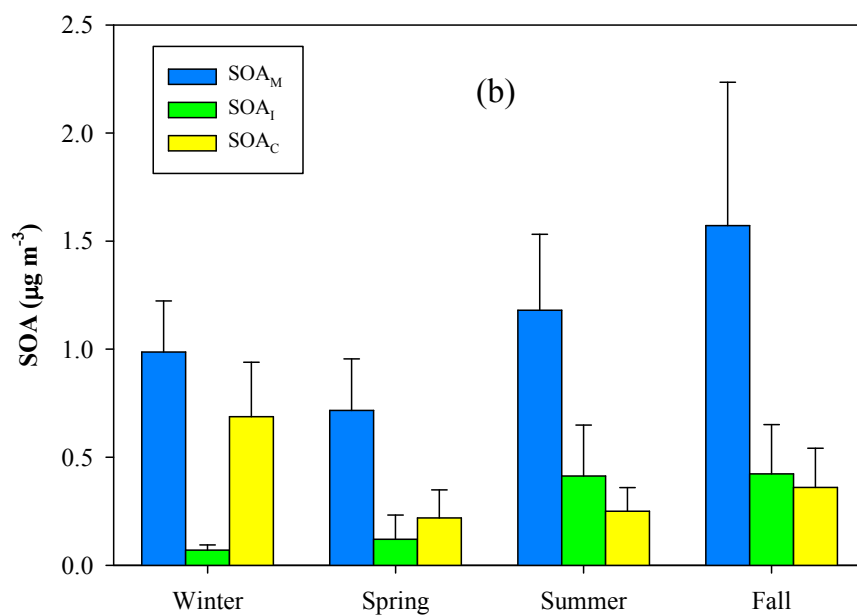 2.5
2.0
1.5
1.0
0.5
0.0
SOA (µg m⁻³)
SOA_M
SOA_I
SOA_C
(b)
Winter Spring Summer Fall